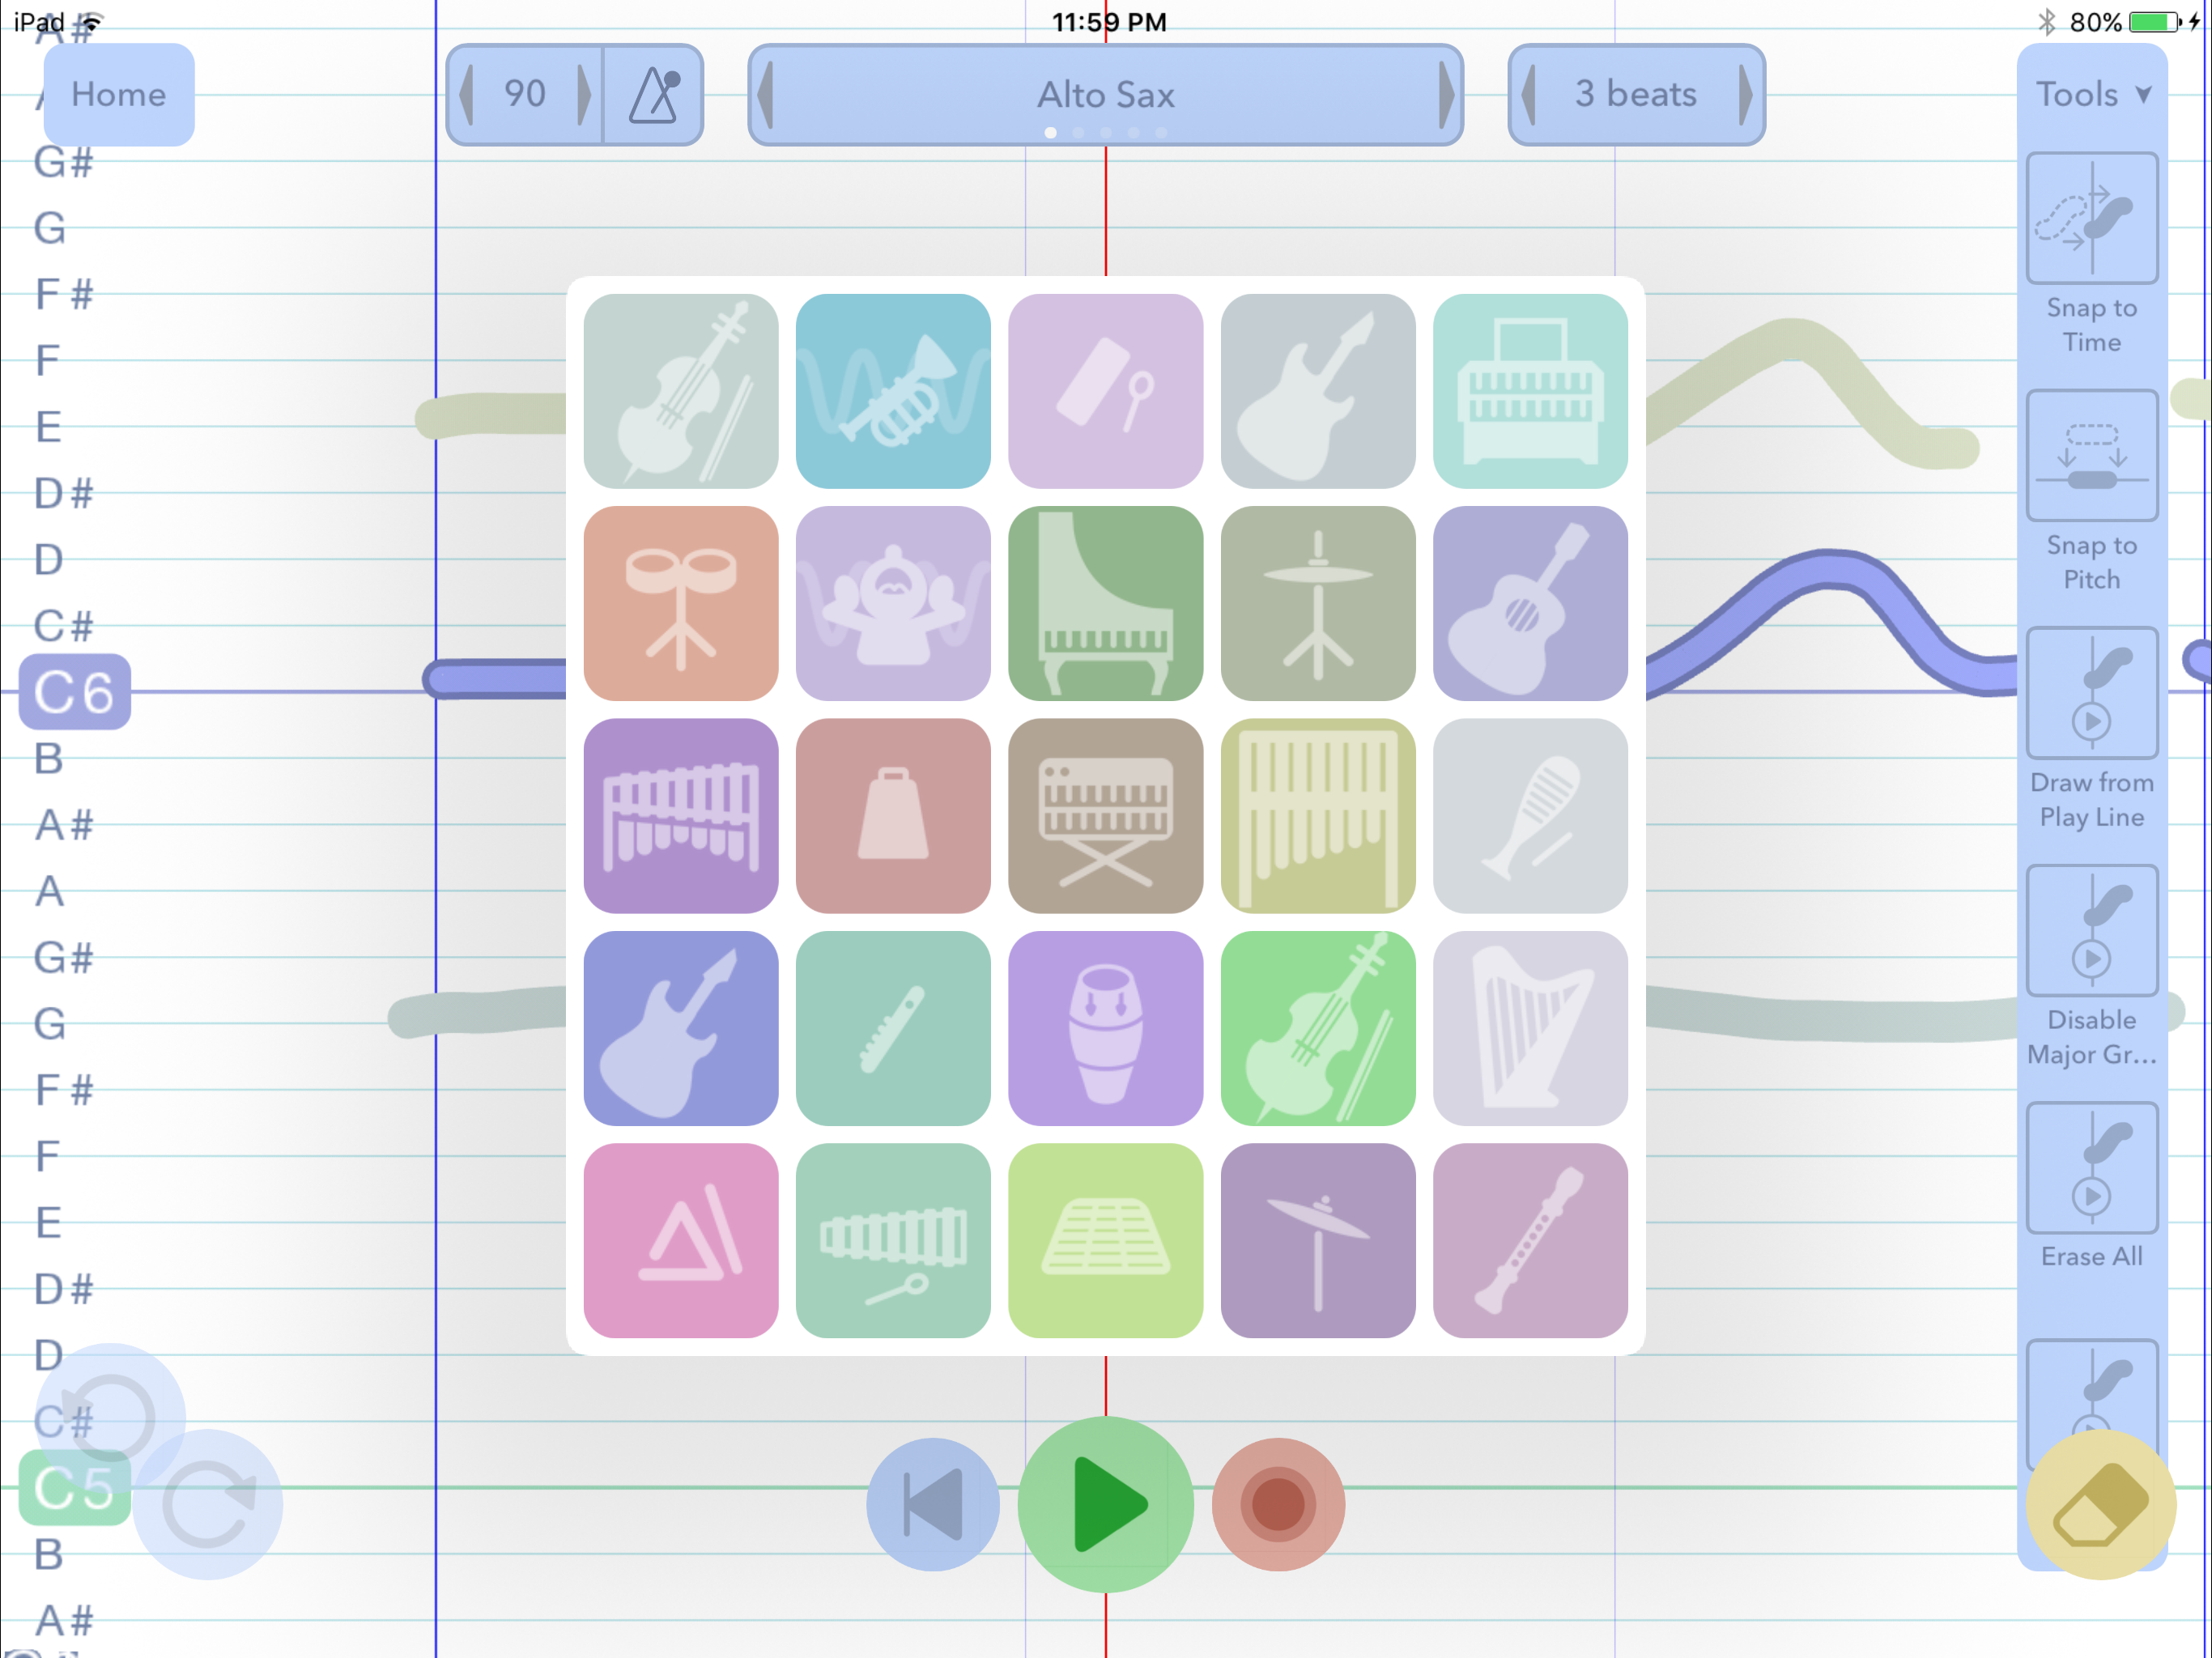 iPad
11:59 PM
80%
A#
Home
90
Alto Sax
3 beats
Tools
G#
G
F#
F
E
D#
D
C#
C6
B
A#
A
G#
G
F#
F
E
D#
D
C#
C5
B
A#
Snap to
Time
Snap to
Pitch
Draw from
Play Line
Disable
Major Gr...
Erase All